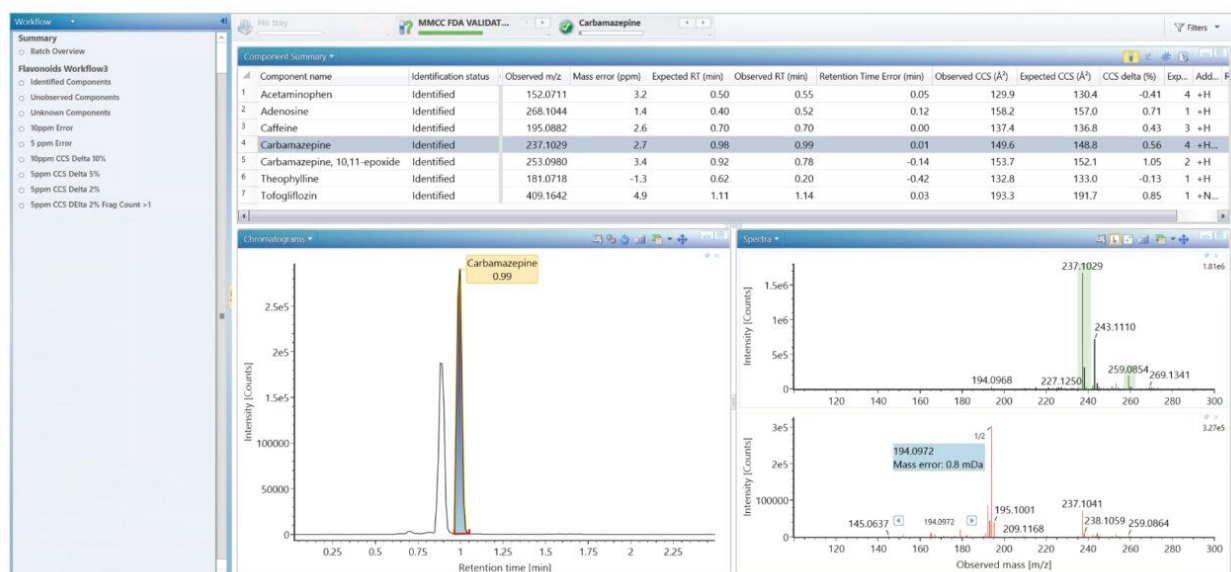 Workflow
Summary
Batch Overview
Flavonoids Workflow3
Identified Components
Unobserved Components
Unknown Components
10ppm Error
5 ppm Error
10ppm CCS Delta 10%
5ppm CCS Delta 5%
5ppm CCS Delta 2%
5ppm CCS DElta 2% Frag Count >1
No tray
MMCC FDA VALIDAT...
Carbamazepine
Filters
Component Summary
Component name Identification status Observed m/z Mass error (ppm) Expected RT (min) Observed RT (min) Retention Time Error (min) Observed CCS (Å²) Expected CCS (Å²) CCS delta (%) Exp... Add... R
1 Acetaminophen Identified 152.0711 3.2 0.50 0.55 0.05 129.9 130.4 -0.41 4 +H
2 Adenosine Identified 268.1044 1.4 0.40 0.52 0.12 158.2 157.0 0.71 1 +H
3 Caffeine Identified 195.0882 2.6 0.70 0.70 0.00 137.4 136.8 0.43 3 +H
4 Carbamazepine Identified 237.1029 2.7 0.98 0.99 0.01 149.6 148.8 0.56 4 +H...
5 Carbamazepine, 10,11-epoxide Identified 253.0980 3.4 0.92 0.78 -0.14 153.7 152.1 1.05 2 +H
6 Theophylline Identified 181.0718 -1.3 0.62 0.20 -0.42 132.8 133.0 -0.13 1 +H
7 Tofogliflozin Identified 409.1642 4.9 1.11 1.14 0.03 193.3 191.7 0.85 1 +N...
Chromatograms
Carbamazepine
0.99
Intensity [Counts]
2.5e5
2e5
1.5e5
100000
50000
0
0.25 0.5 0.75 1 1.25 1.5 1.75 2 2.25
Retention time [min]
Spectra
1.81e6
237.1029
243.1110
194.0968
227.1250
259.0854
269.1341
Intensity [Counts]
1.5e6
1e6
5e5
0
120 140 160 180 200 220 240 260 280 300
3.27e5
1/2
194.0972
Mass error: 0.8 mDa
195.1001
237.1041
145.0637
194.0972
209.1168
238.1059
259.0864
Intensity [Counts]
3e5
2e5
100000
0
120 140 160 180 200 220 240 260 280 300
Observed mass [m/z]